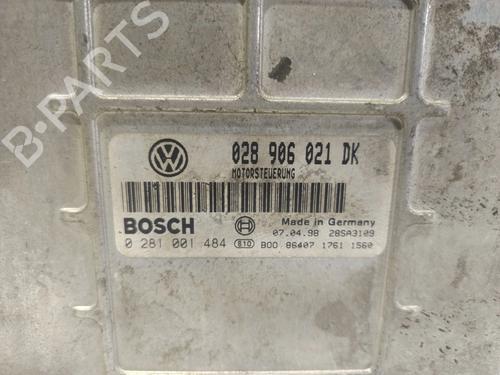 B-PARTS
028 906 021 DK
MOTORSTEUERUNG
BOSCH
Made in Germany
07.04.98 28SA3109
0 281 001 484 810 B00 86407 1761 1560